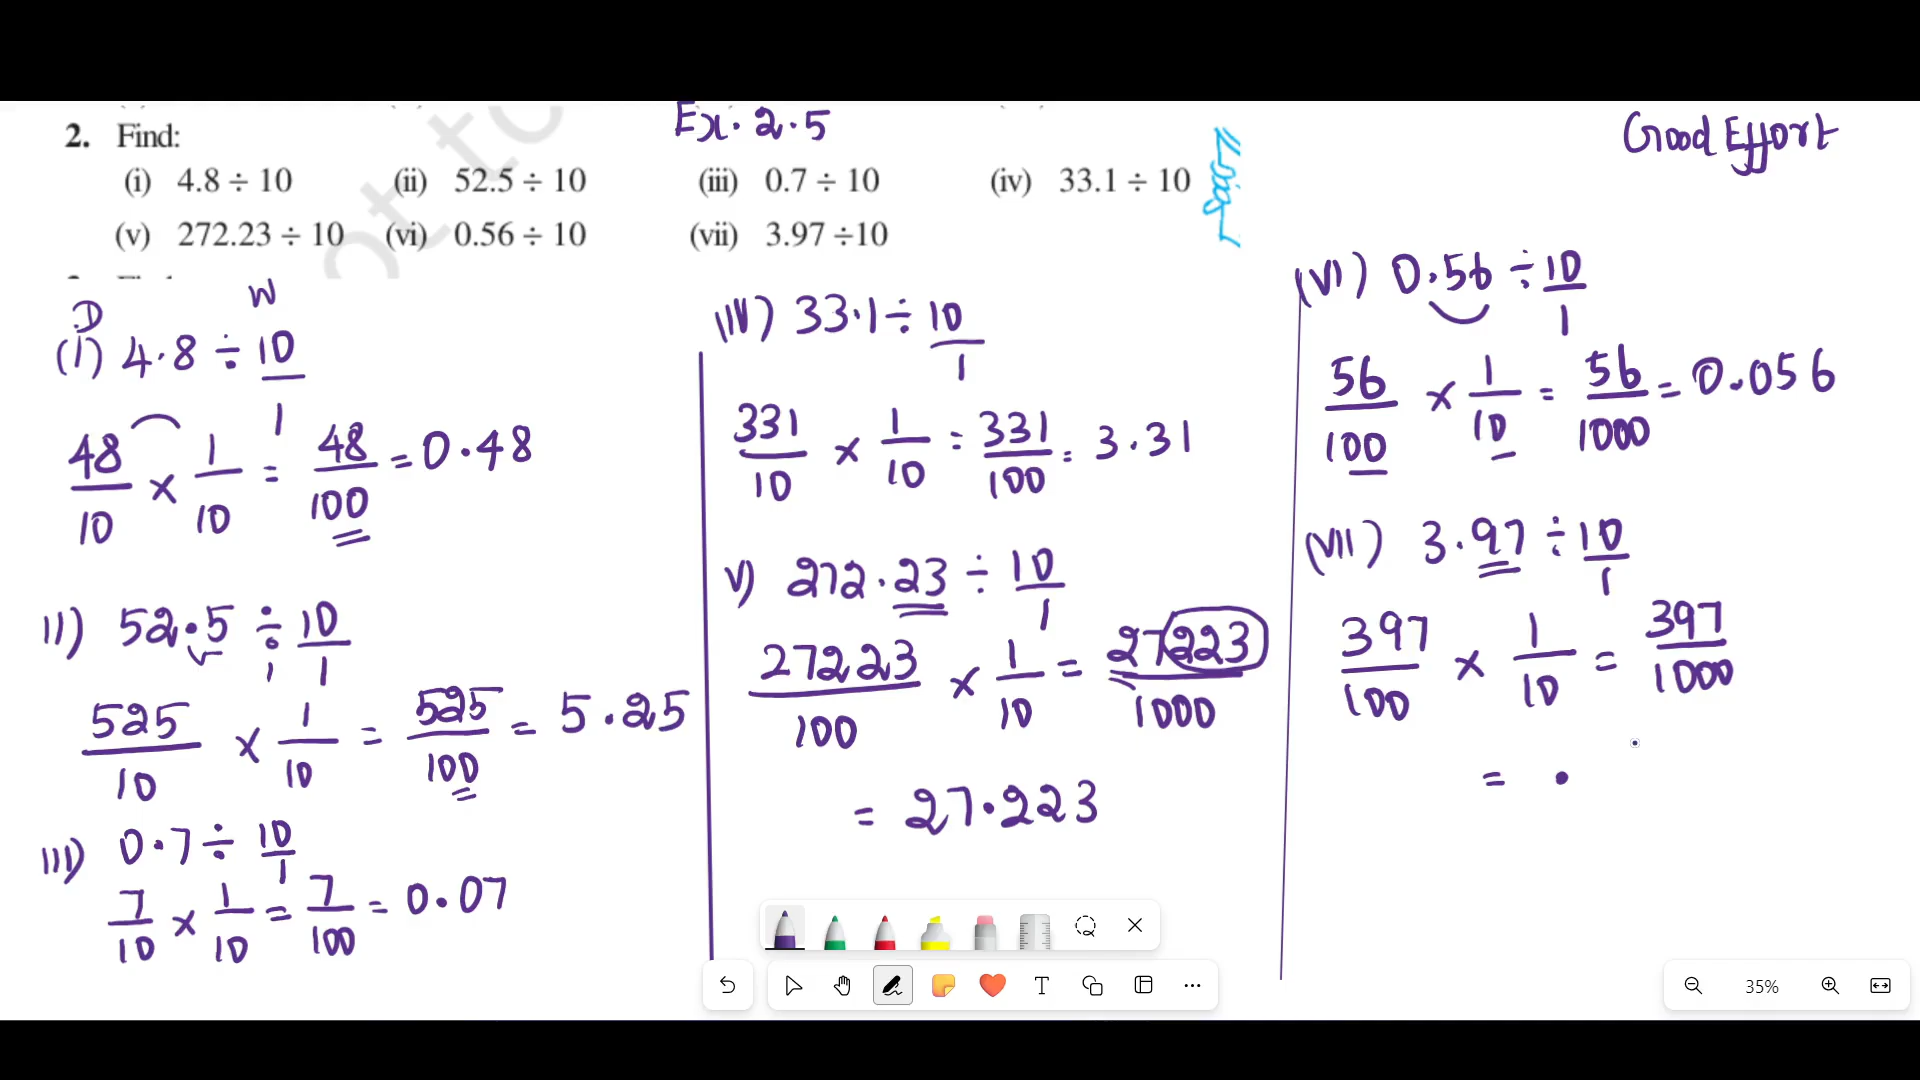 Ex. 2.5
Good Effort
2. Find:
(i) 4.8 ÷ 10 (ii) 52.5 ÷ 10 (iii) 0.7 ÷ 10 (iv) 33.1 ÷ 10
(v) 272.23 ÷ 10 (vi) 0.56 ÷ 10 (vii) 3.97 ÷10
D W
(i) 4.8 ÷ 10/1
48/10 × 1/10 = 48/100 = 0.48
ii) 52.5 ÷ 10/1
525/10 × 1/10 = 525/100 = 5.25
iii) 0.7 ÷ 10/1
7/10 × 1/10 = 7/100 = 0.07
(iv) 33.1 ÷ 10/1
331/10 × 1/10 = 331/100 = 3.31
v) 272.23 ÷ 10/1
27223/100 × 1/10 = 27223/1000
= 27.223
(vi) 0.56 ÷ 10/1
56/100 × 1/10 = 56/1000 = 0.056
(vii) 3.97 ÷ 10/1
397/100 × 1/10 = 397/1000
= .
35%